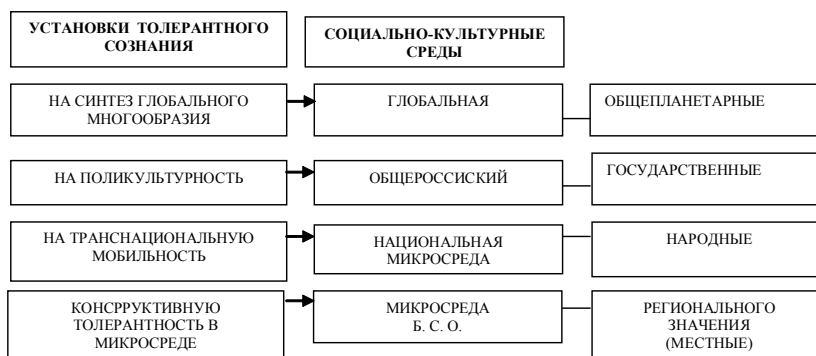 УСТАНОВКИ ТОЛЕРАНТНОГО
СОЗНАНИЯ
СОЦИАЛЬНО-КУЛЬТУРНЫЕ
СРЕДЫ
НА СИНТЕЗ ГЛОБАЛЬНОГО
МНОГООБРАЗИЯ
ГЛОБАЛЬНАЯ
ОБЩЕПЛАНЕТАРНЫЕ
НА ПОЛИКУЛЬТУРНОСТЬ
ОБЩЕРОССИСКИЙ
ГОСУДАРСТВЕННЫЕ
НА ТРАНСНАЦИОНАЛЬНУЮ
МОБИЛЬНОСТЬ
НАЦИОНАЛЬНАЯ
МИКРОСРЕДА
НАРОДНЫЕ
КОНСРРУКТИВНУЮ
ТОЛЕРАНТНОСТЬ В
МИКРОСРЕДЕ
МИКРОСРЕДА
Б. С. О.
РЕГИОНАЛЬНОГО
ЗНАЧЕНИЯ
(МЕСТНЫЕ)